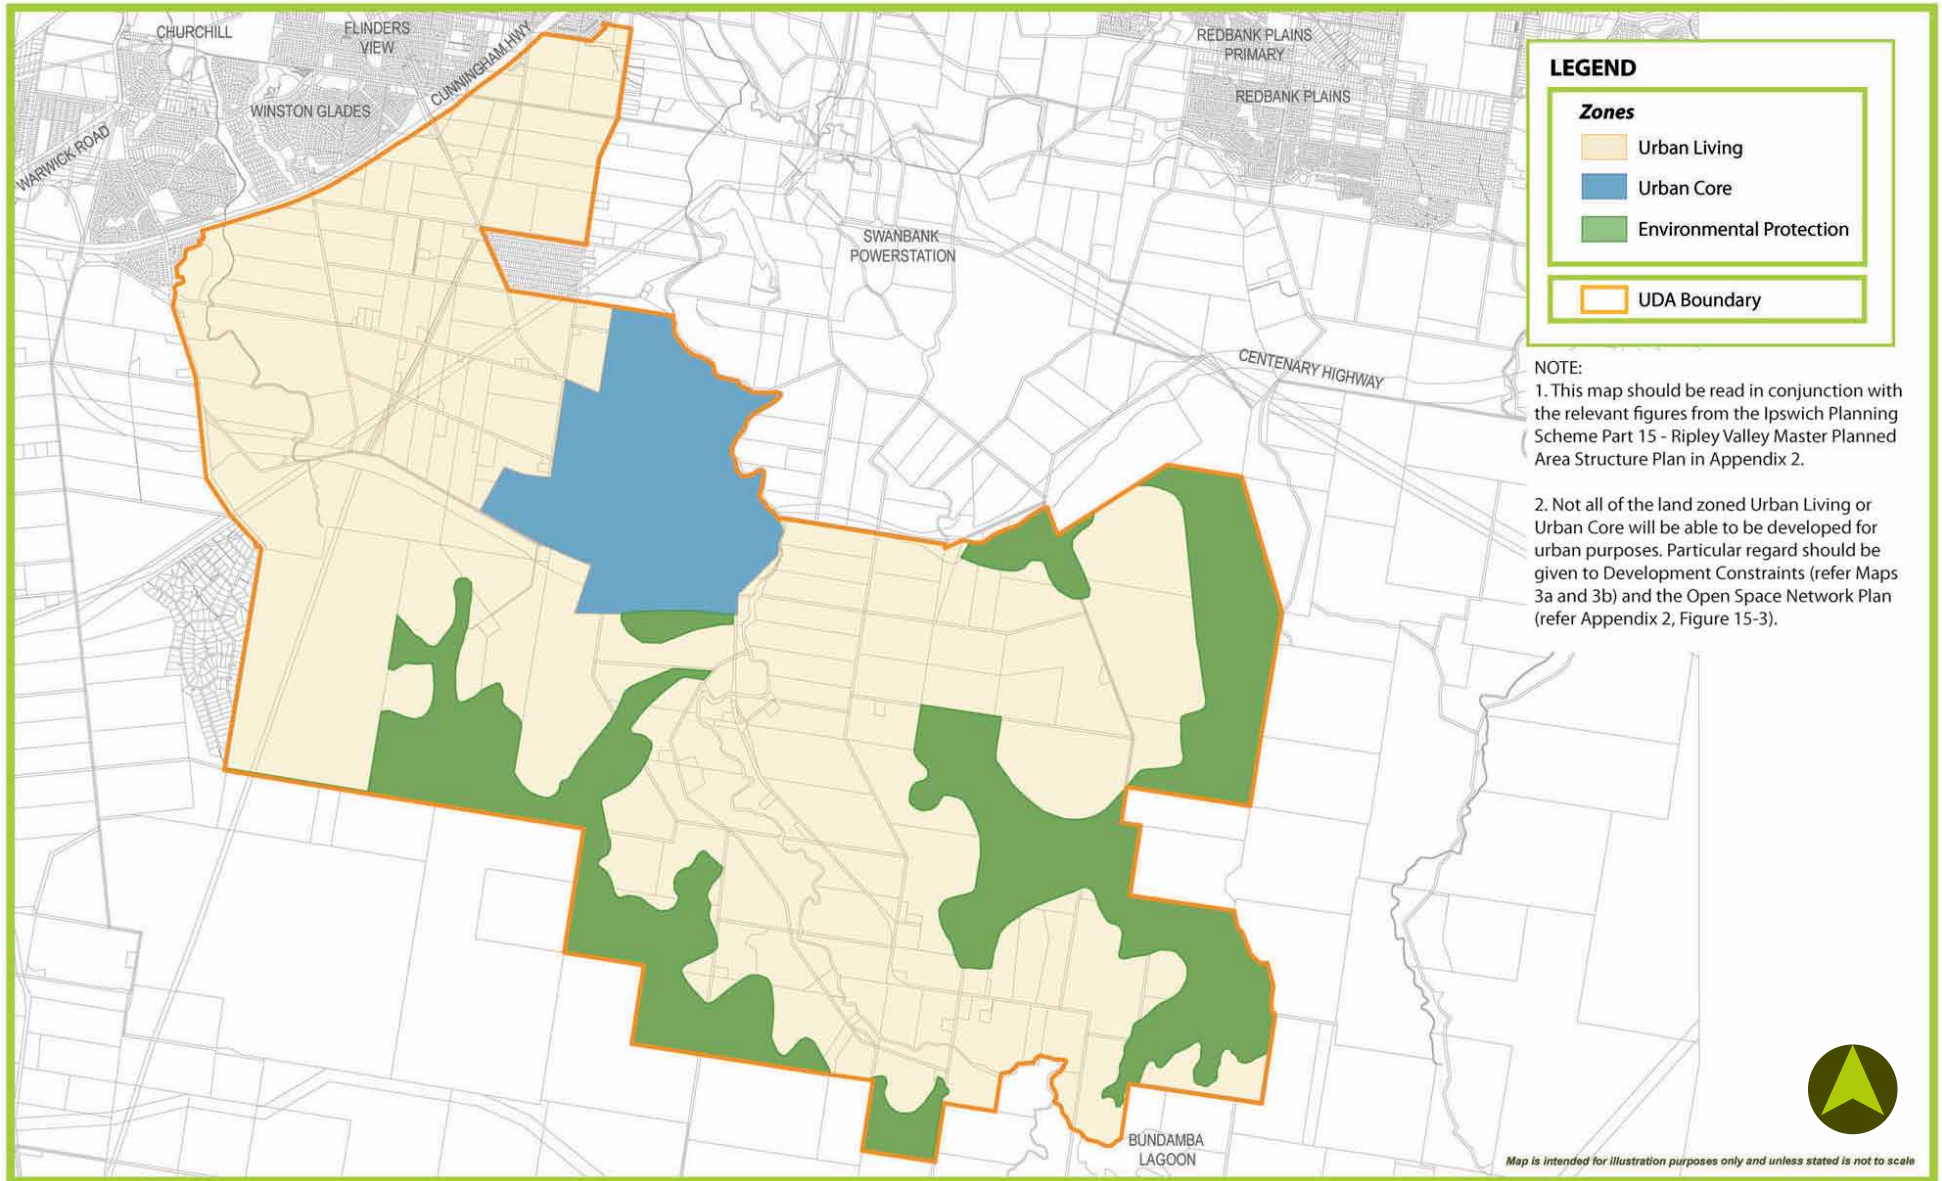 CHURCHILL
FLINDERS
VIEW
CUNNINGHAM HWY
REDBANK PLAINS
PRIMARY
REDBANK PLAINS
WINSTON GLADES
WARWICK ROAD
SWANBANK
POWERSTATION
CENTENARY HIGHWAY
BUNDAMBA
LAGOON
LEGEND
Zones
Urban Living
Urban Core
Environmental Protection
UDA Boundary
NOTE:
1. This map should be read in conjunction with
the relevant figures from the Ipswich Planning
Scheme Part 15 - Ripley Valley Master Planned
Area Structure Plan in Appendix 2.
2. Not all of the land zoned Urban Living or
Urban Core will be able to be developed for
urban purposes. Particular regard should be
given to Development Constraints (refer Maps
3a and 3b) and the Open Space Network Plan
(refer Appendix 2, Figure 15-3).
Map is intended for illustration purposes only and unless stated is not to scale